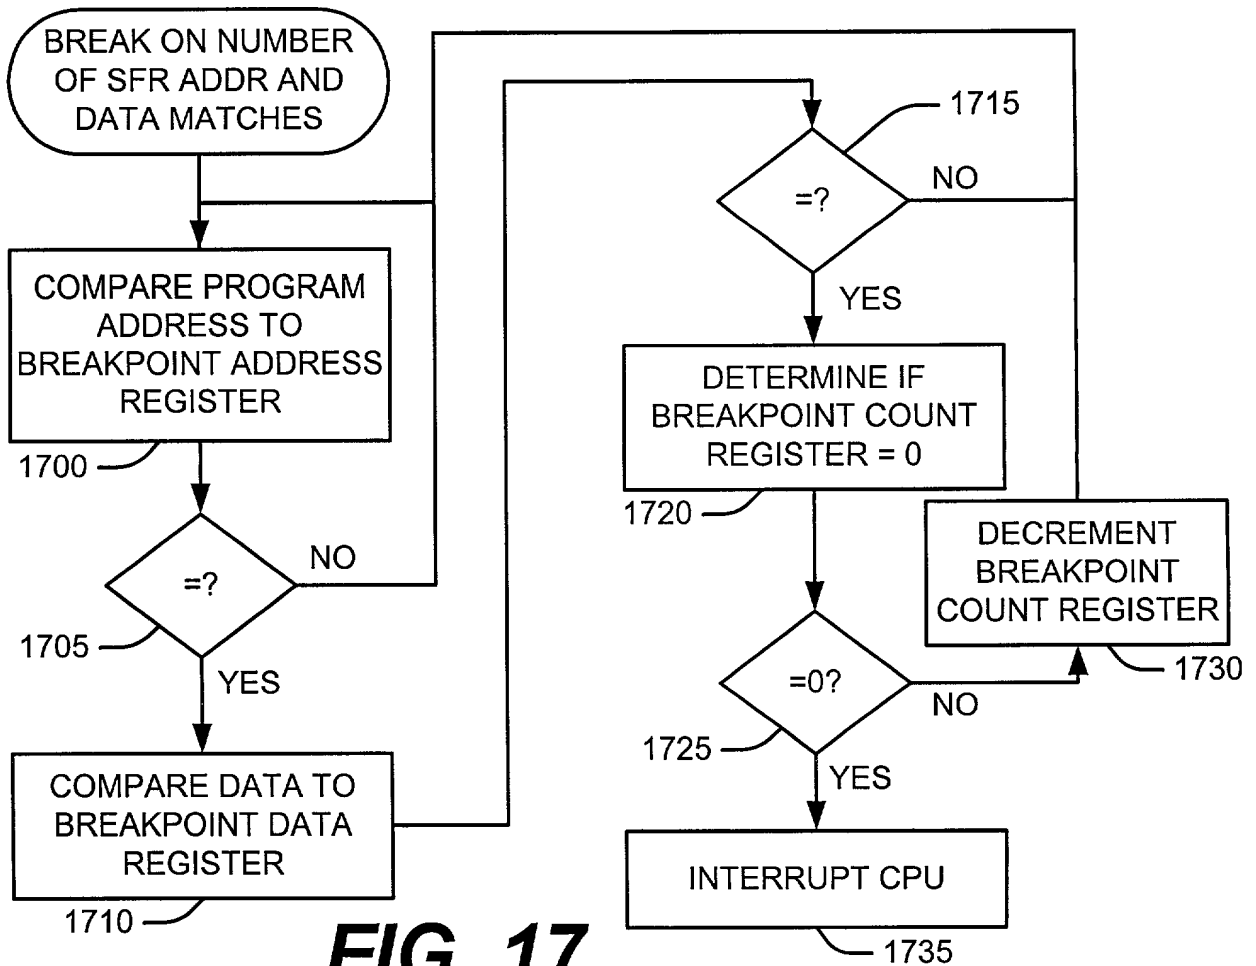 BREAK ON NUMBER
OF SFR ADDR AND
DATA MATCHES
COMPARE PROGRAM
ADDRESS TO
BREAKPOINT ADDRESS
REGISTER
1700
=?
NO
1705
YES
COMPARE DATA TO
BREAKPOINT DATA
REGISTER
1710
1715
=?
NO
YES
DETERMINE IF
BREAKPOINT COUNT
REGISTER = 0
1720
DECREMENT
BREAKPOINT
COUNT REGISTER
1730
=0?
NO
1725
YES
INTERRUPT CPU
1735
FIG. 17